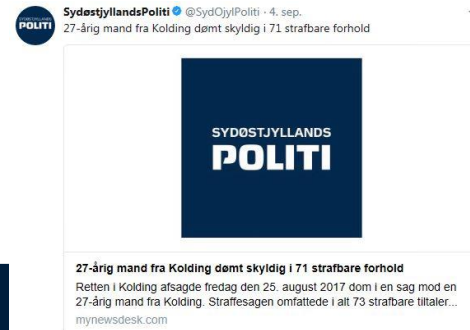 SYDØSTJYLLANDS
POLITI
SydøstjyllandsPoliti @SydOjylPoliti · 4. sep.
27-årig mand fra Kolding dømt skyldig i 71 strafbare forhold
SYDØSTJYLLANDS
POLITI
27-årig mand fra Kolding dømt skyldig i 71 strafbare forhold
Retten i Kolding afsagde fredag den 25. august 2017 dom i en sag mod en
27-årig mand fra Kolding. Straffesagen omfattede i alt 73 strafbare tiltaler...
mynewsdesk.com